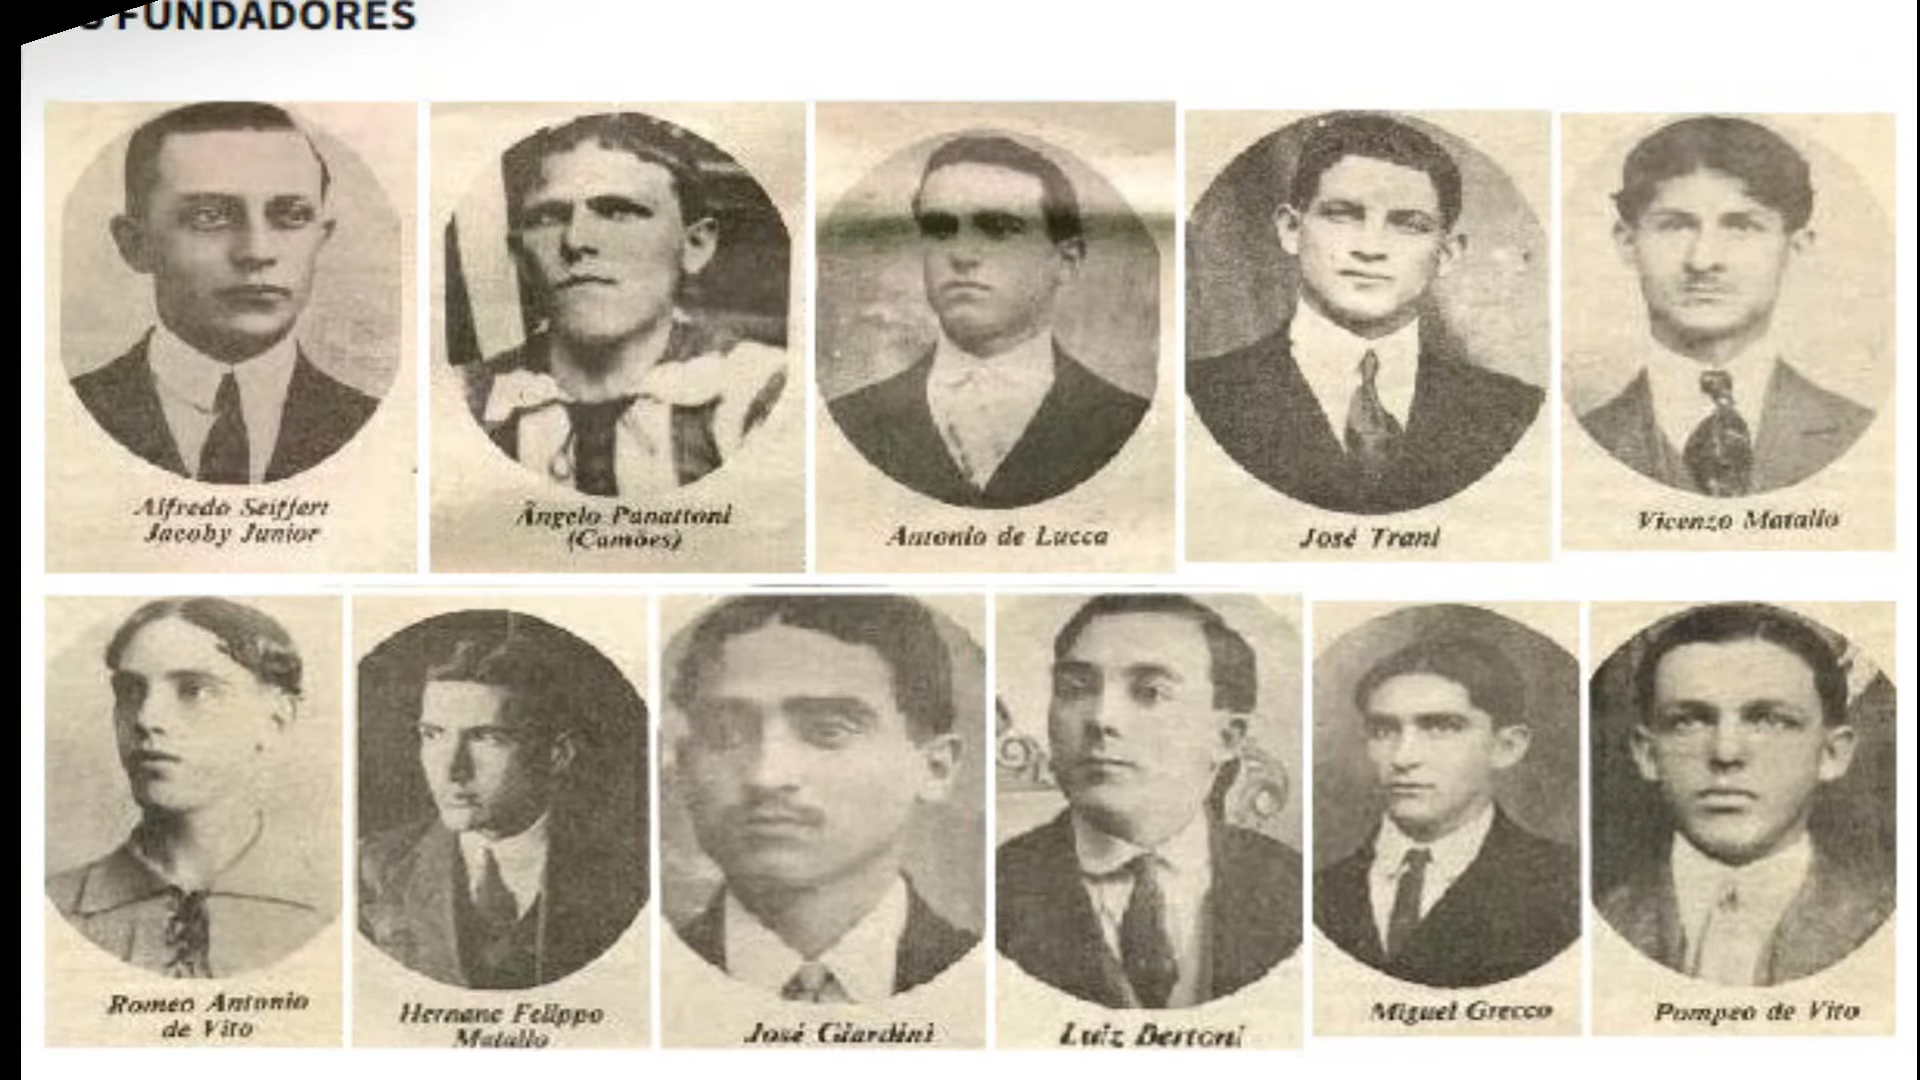 FUNDADORES
Alfredo Seiffert
Jacoby Junior
Ângelo Panattoni
(Camões)
Antonio de Lucca
José Trani
Vicenzo Matallo
Romeo Antonio
de Vito
Hernane Felippo
Matallo
José Giardini
Luiz Bertoni
Miguel Grecco
Pompeo de Vito